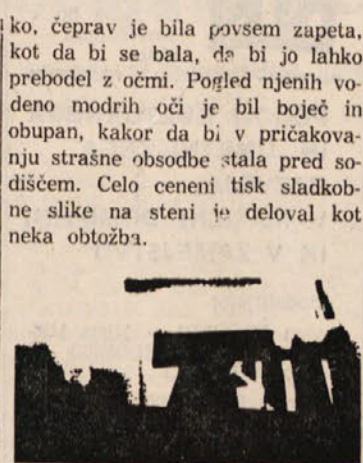 ko, čeprav je bila povsem zapeta,
kot da bi se bala, da bi jo lahko
prebodel z očmi. Pogled njenih vo-
deno modrih oči je bil boječ in
obupan, kakor da bi v pričakova-
nju strašne obsodbe stala pred so-
diščem. Celo ceneni tisk sladkob-
ne slike na steni je deloval kot
neka obtožba.